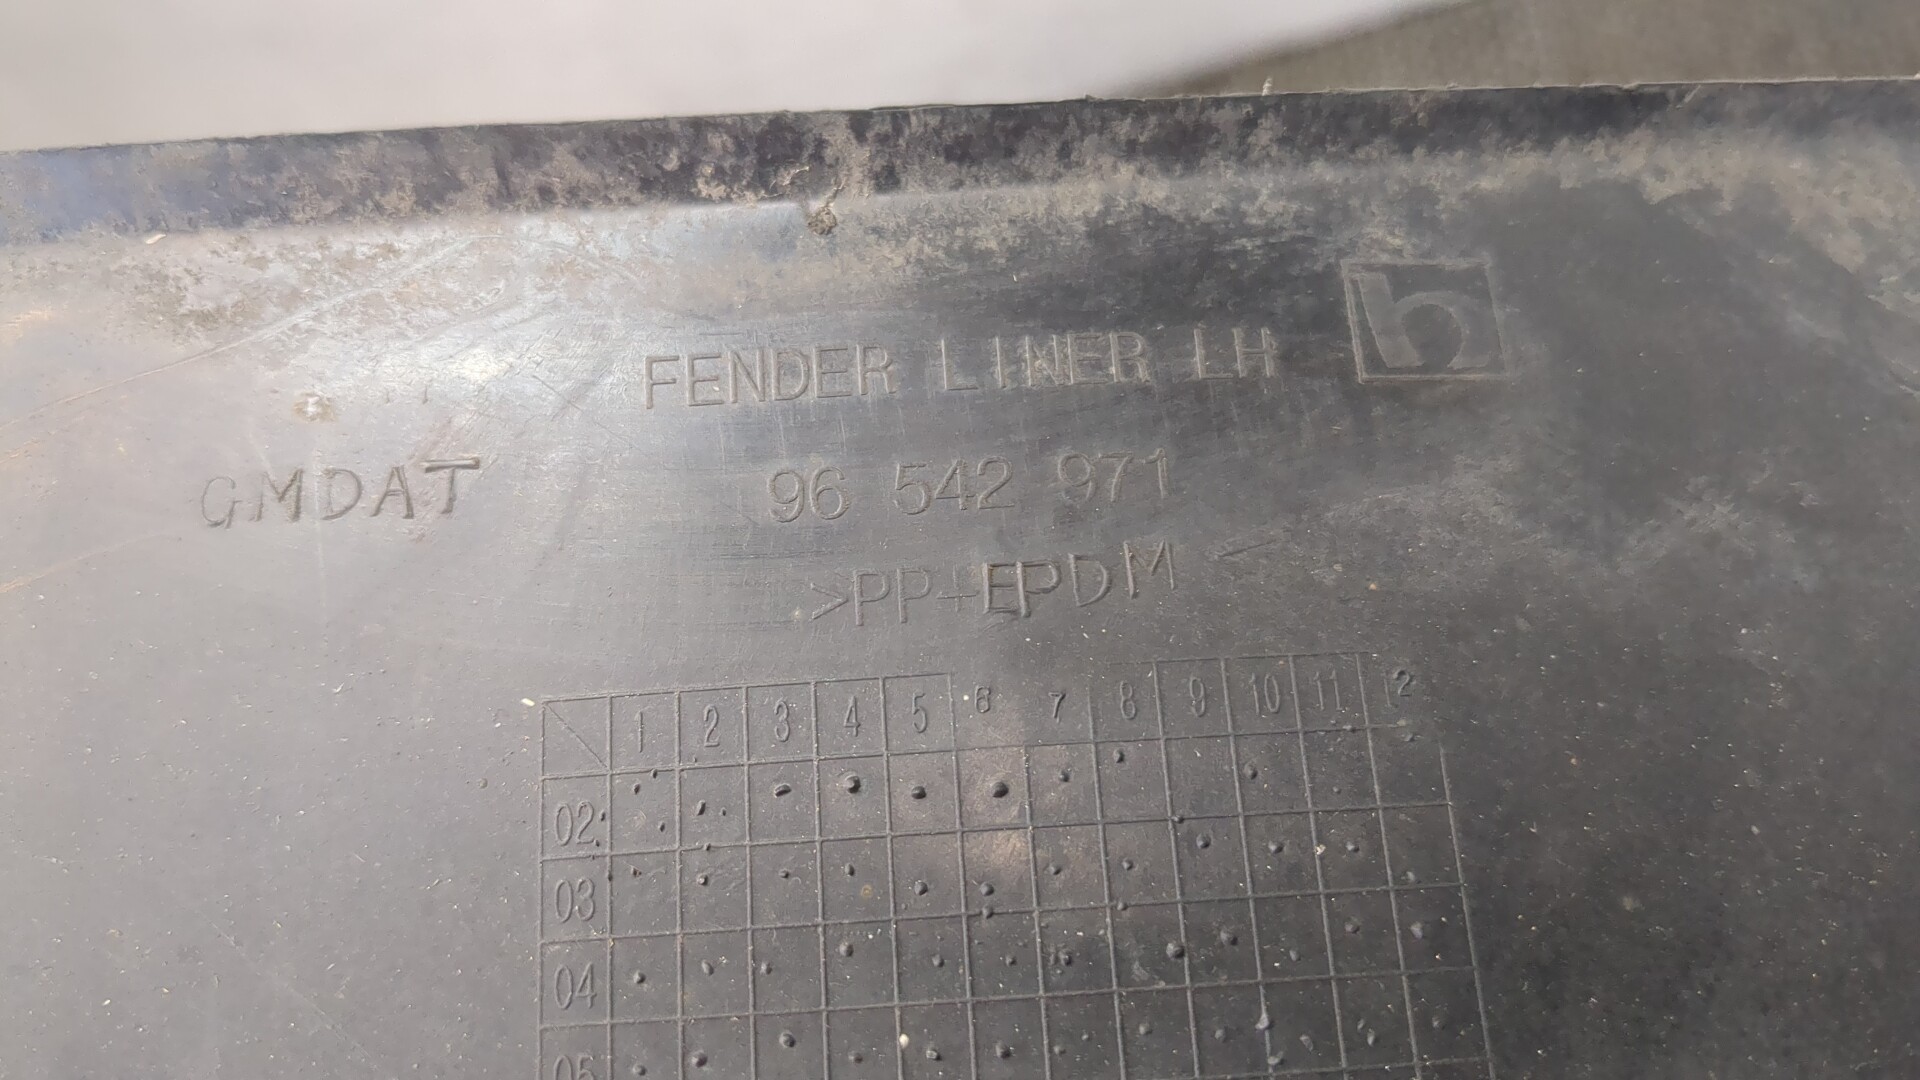 FENDER LINER LH h
GMDAT 96 542 971
>PP+EPDM<
1 2 3 4 5 6 7 8 9 10 11 12
02
03
04
05